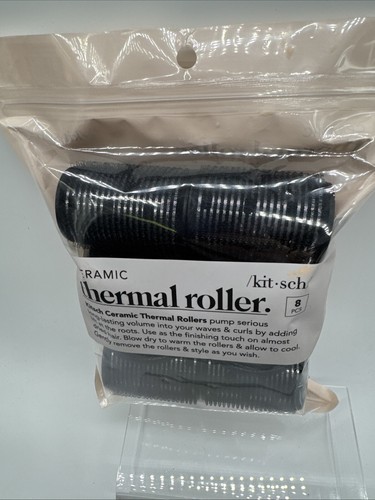 ERAMIC
/kit·sch
thermal roller.
8
PCS
Kitsch Ceramic Thermal Rollers pump serious
lasting volume into your waves & curls by adding
at the roots. Use as the finishing touch on almost
hair. Blow dry to warm the rollers & allow to cool.
Gently remove the rollers & style as you wish.